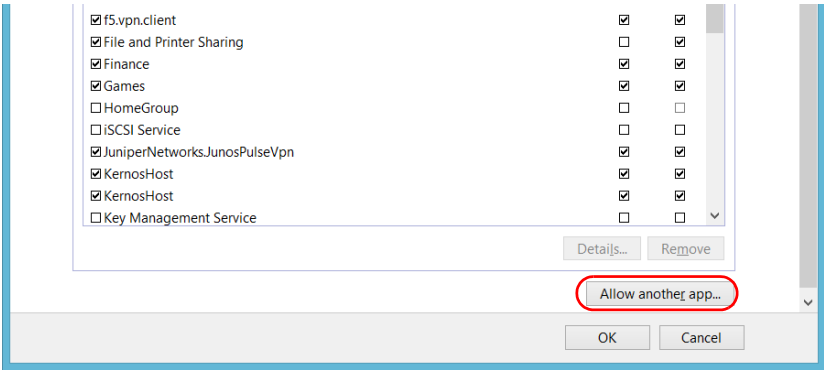 f5.vpn.client
File and Printer Sharing
Finance
Games
HomeGroup
iSCSI Service
JuniperNetworks.JunosPulseVpn
KernosHost
KernosHost
Key Management Service
Details... Remove
Allow another app...
OK Cancel